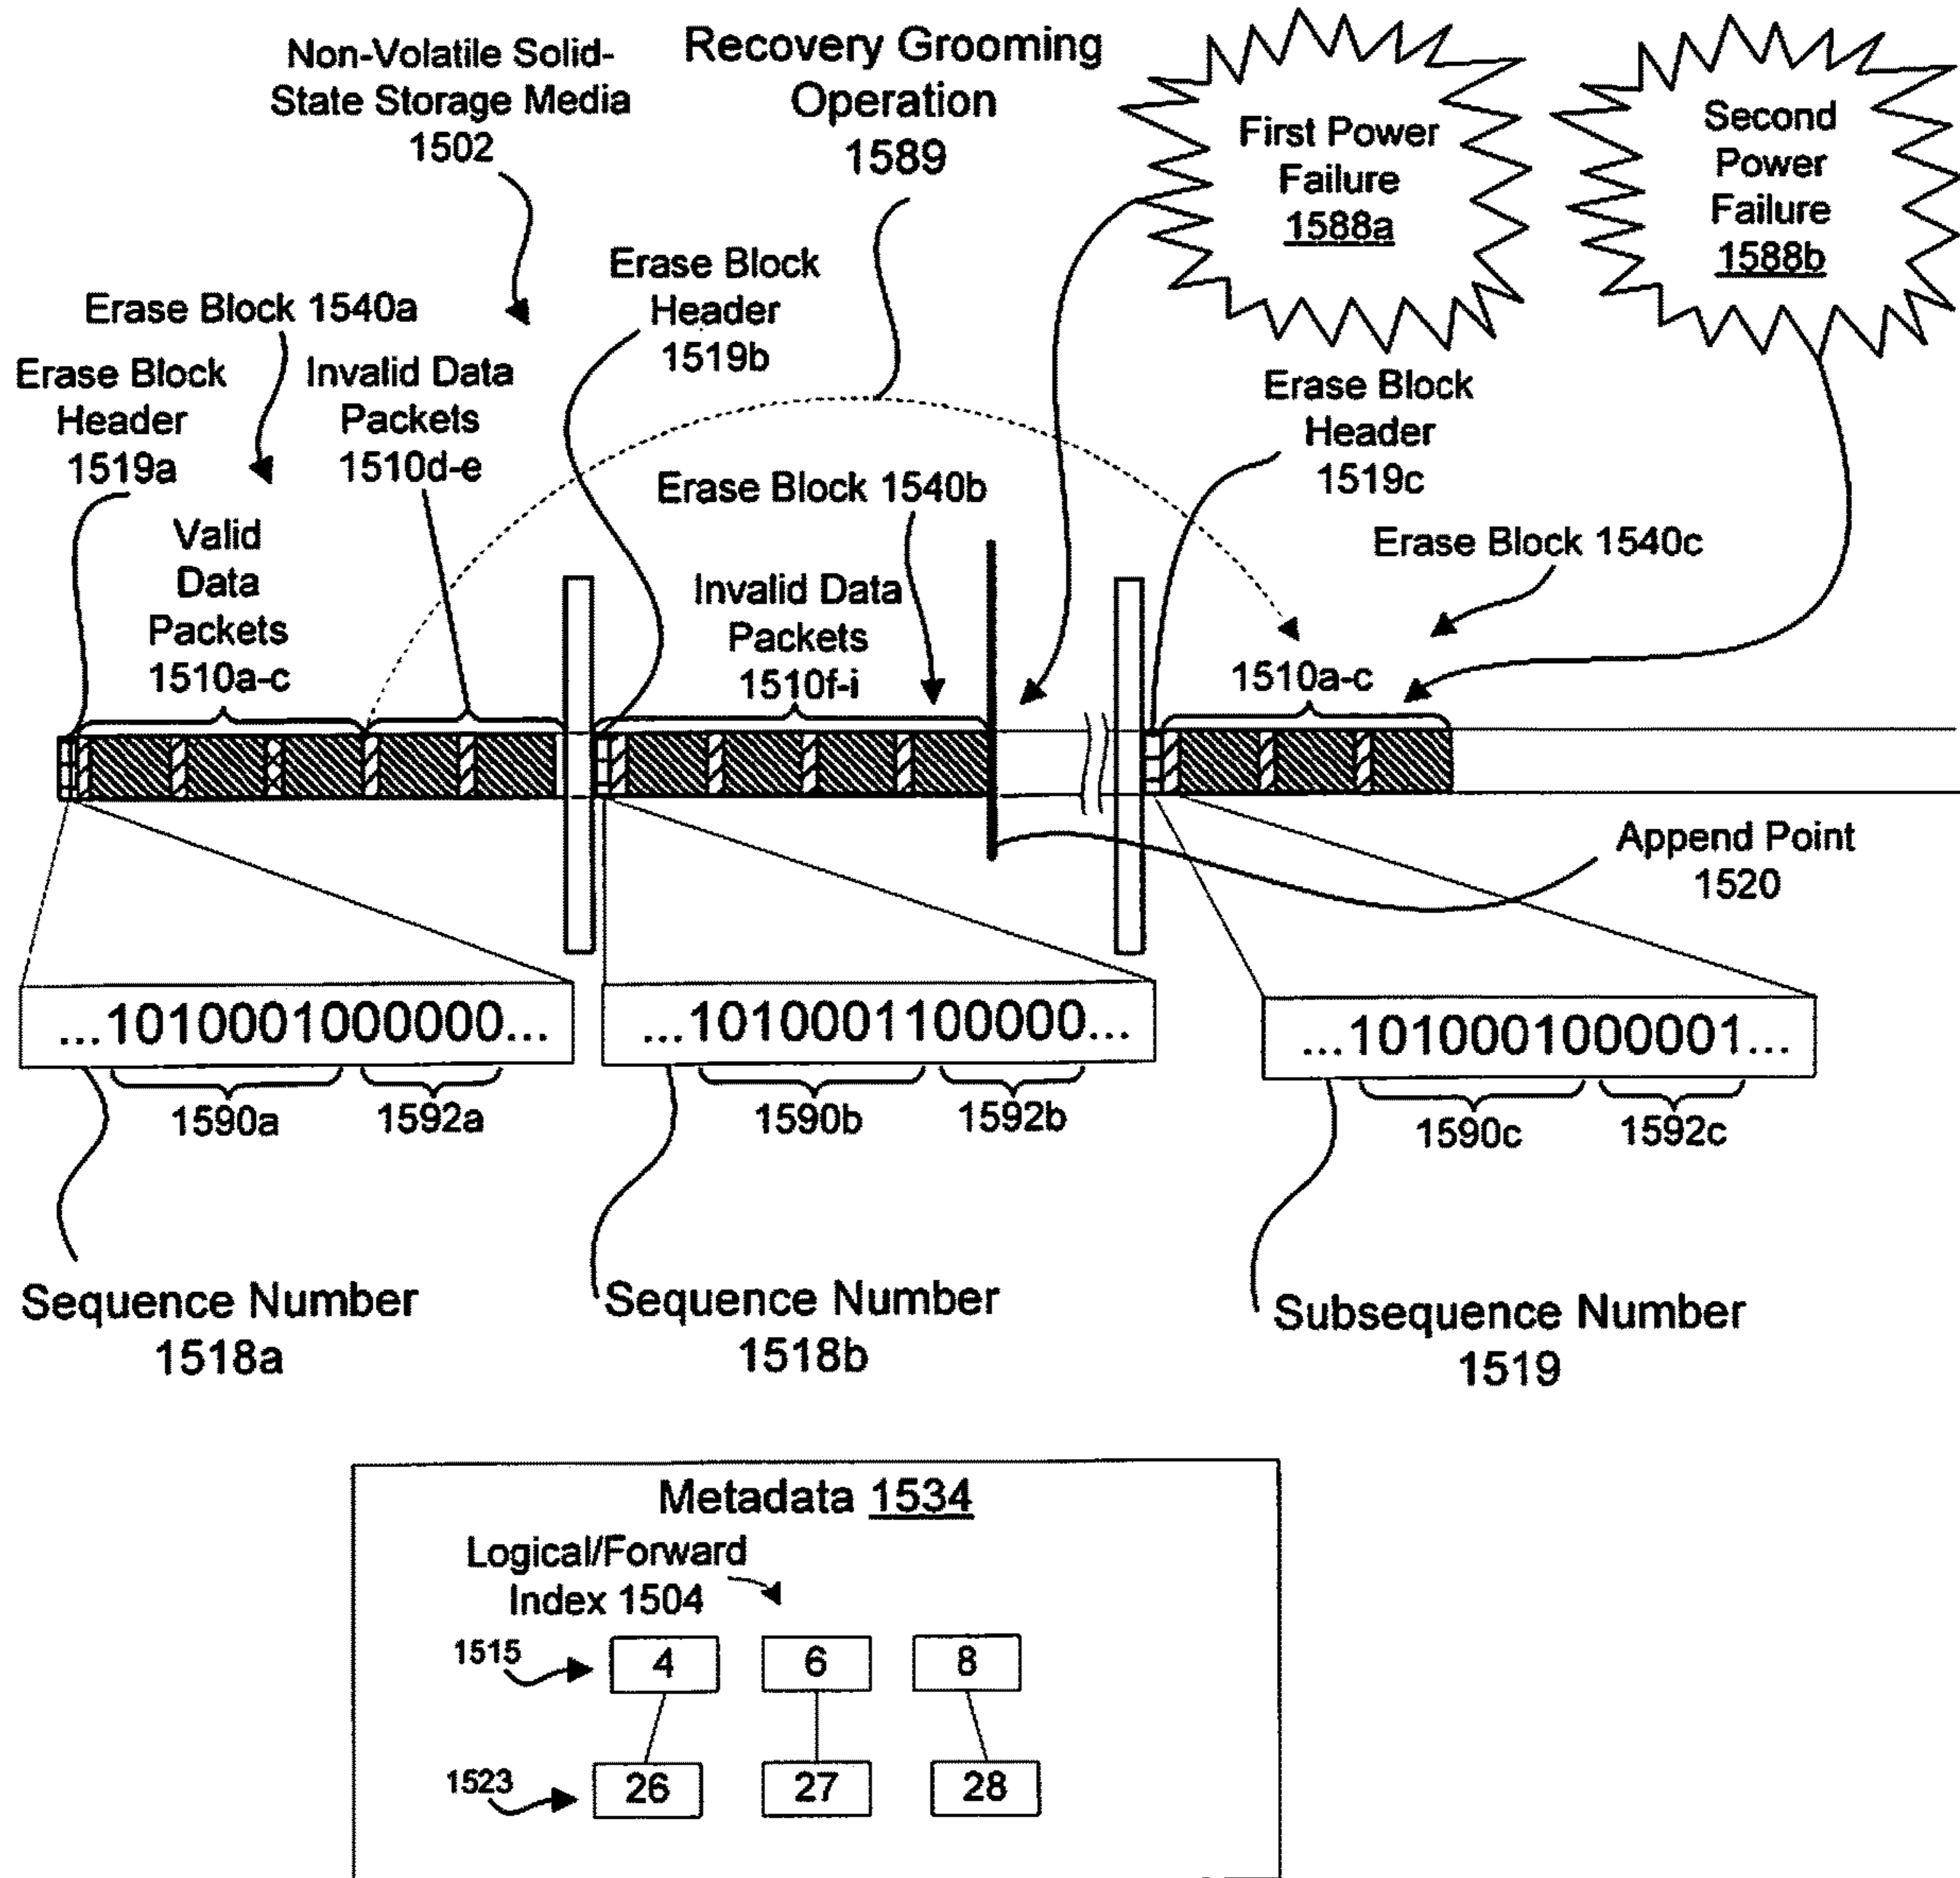 Non-Volatile Solid-
State Storage Media
1502
Recovery Grooming
Operation
1589
First Power
Failure
1588a
Second
Power
Failure
1588b
Erase Block 1540a
Erase Block
Header
1519a
Invalid Data
Packets
1510d-e
Erase Block
Header
1519b
Erase Block
Header
1519c
Valid
Data
Packets
1510a-c
Erase Block 1540b
Invalid Data
Packets
1510f-i
Erase Block 1540c
1510a-c
Append Point
1520
...1010001000000...
...1010001100000...
...1010001000001...
1590a
1592a
1590b
1592b
1590c
1592c
Sequence Number
1518a
Sequence Number
1518b
Subsequence Number
1519
Metadata 1534
Logical/Forward
Index 1504
1515
4
6
8
1523
26
27
28